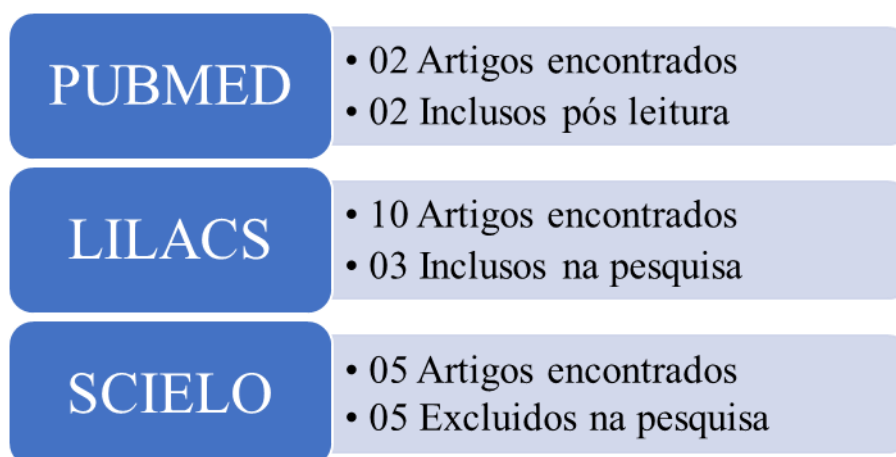 PUBMED
• 02 Artigos encontrados
• 02 Inclusos pós leitura
LILACS
• 10 Artigos encontrados
• 03 Inclusos na pesquisa
SCIELO
• 05 Artigos encontrados
• 05 Excluidos na pesquisa